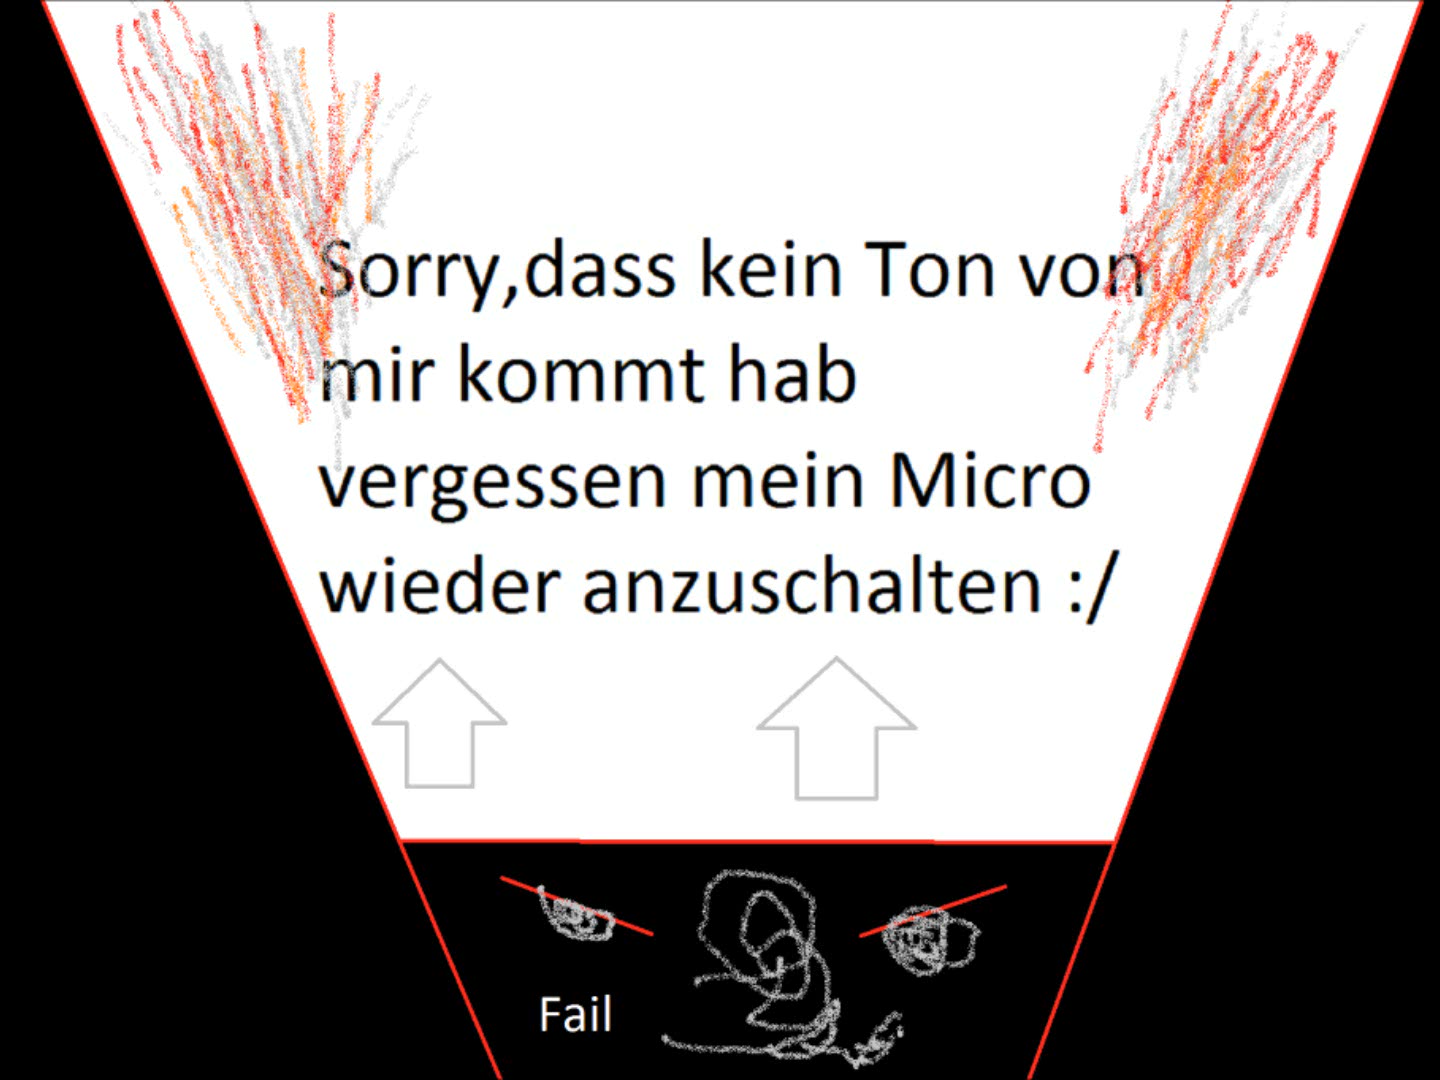 Sorry,dass kein Ton von
mir kommt hab
vergessen mein Micro
wieder anzuschalten :/
Fail